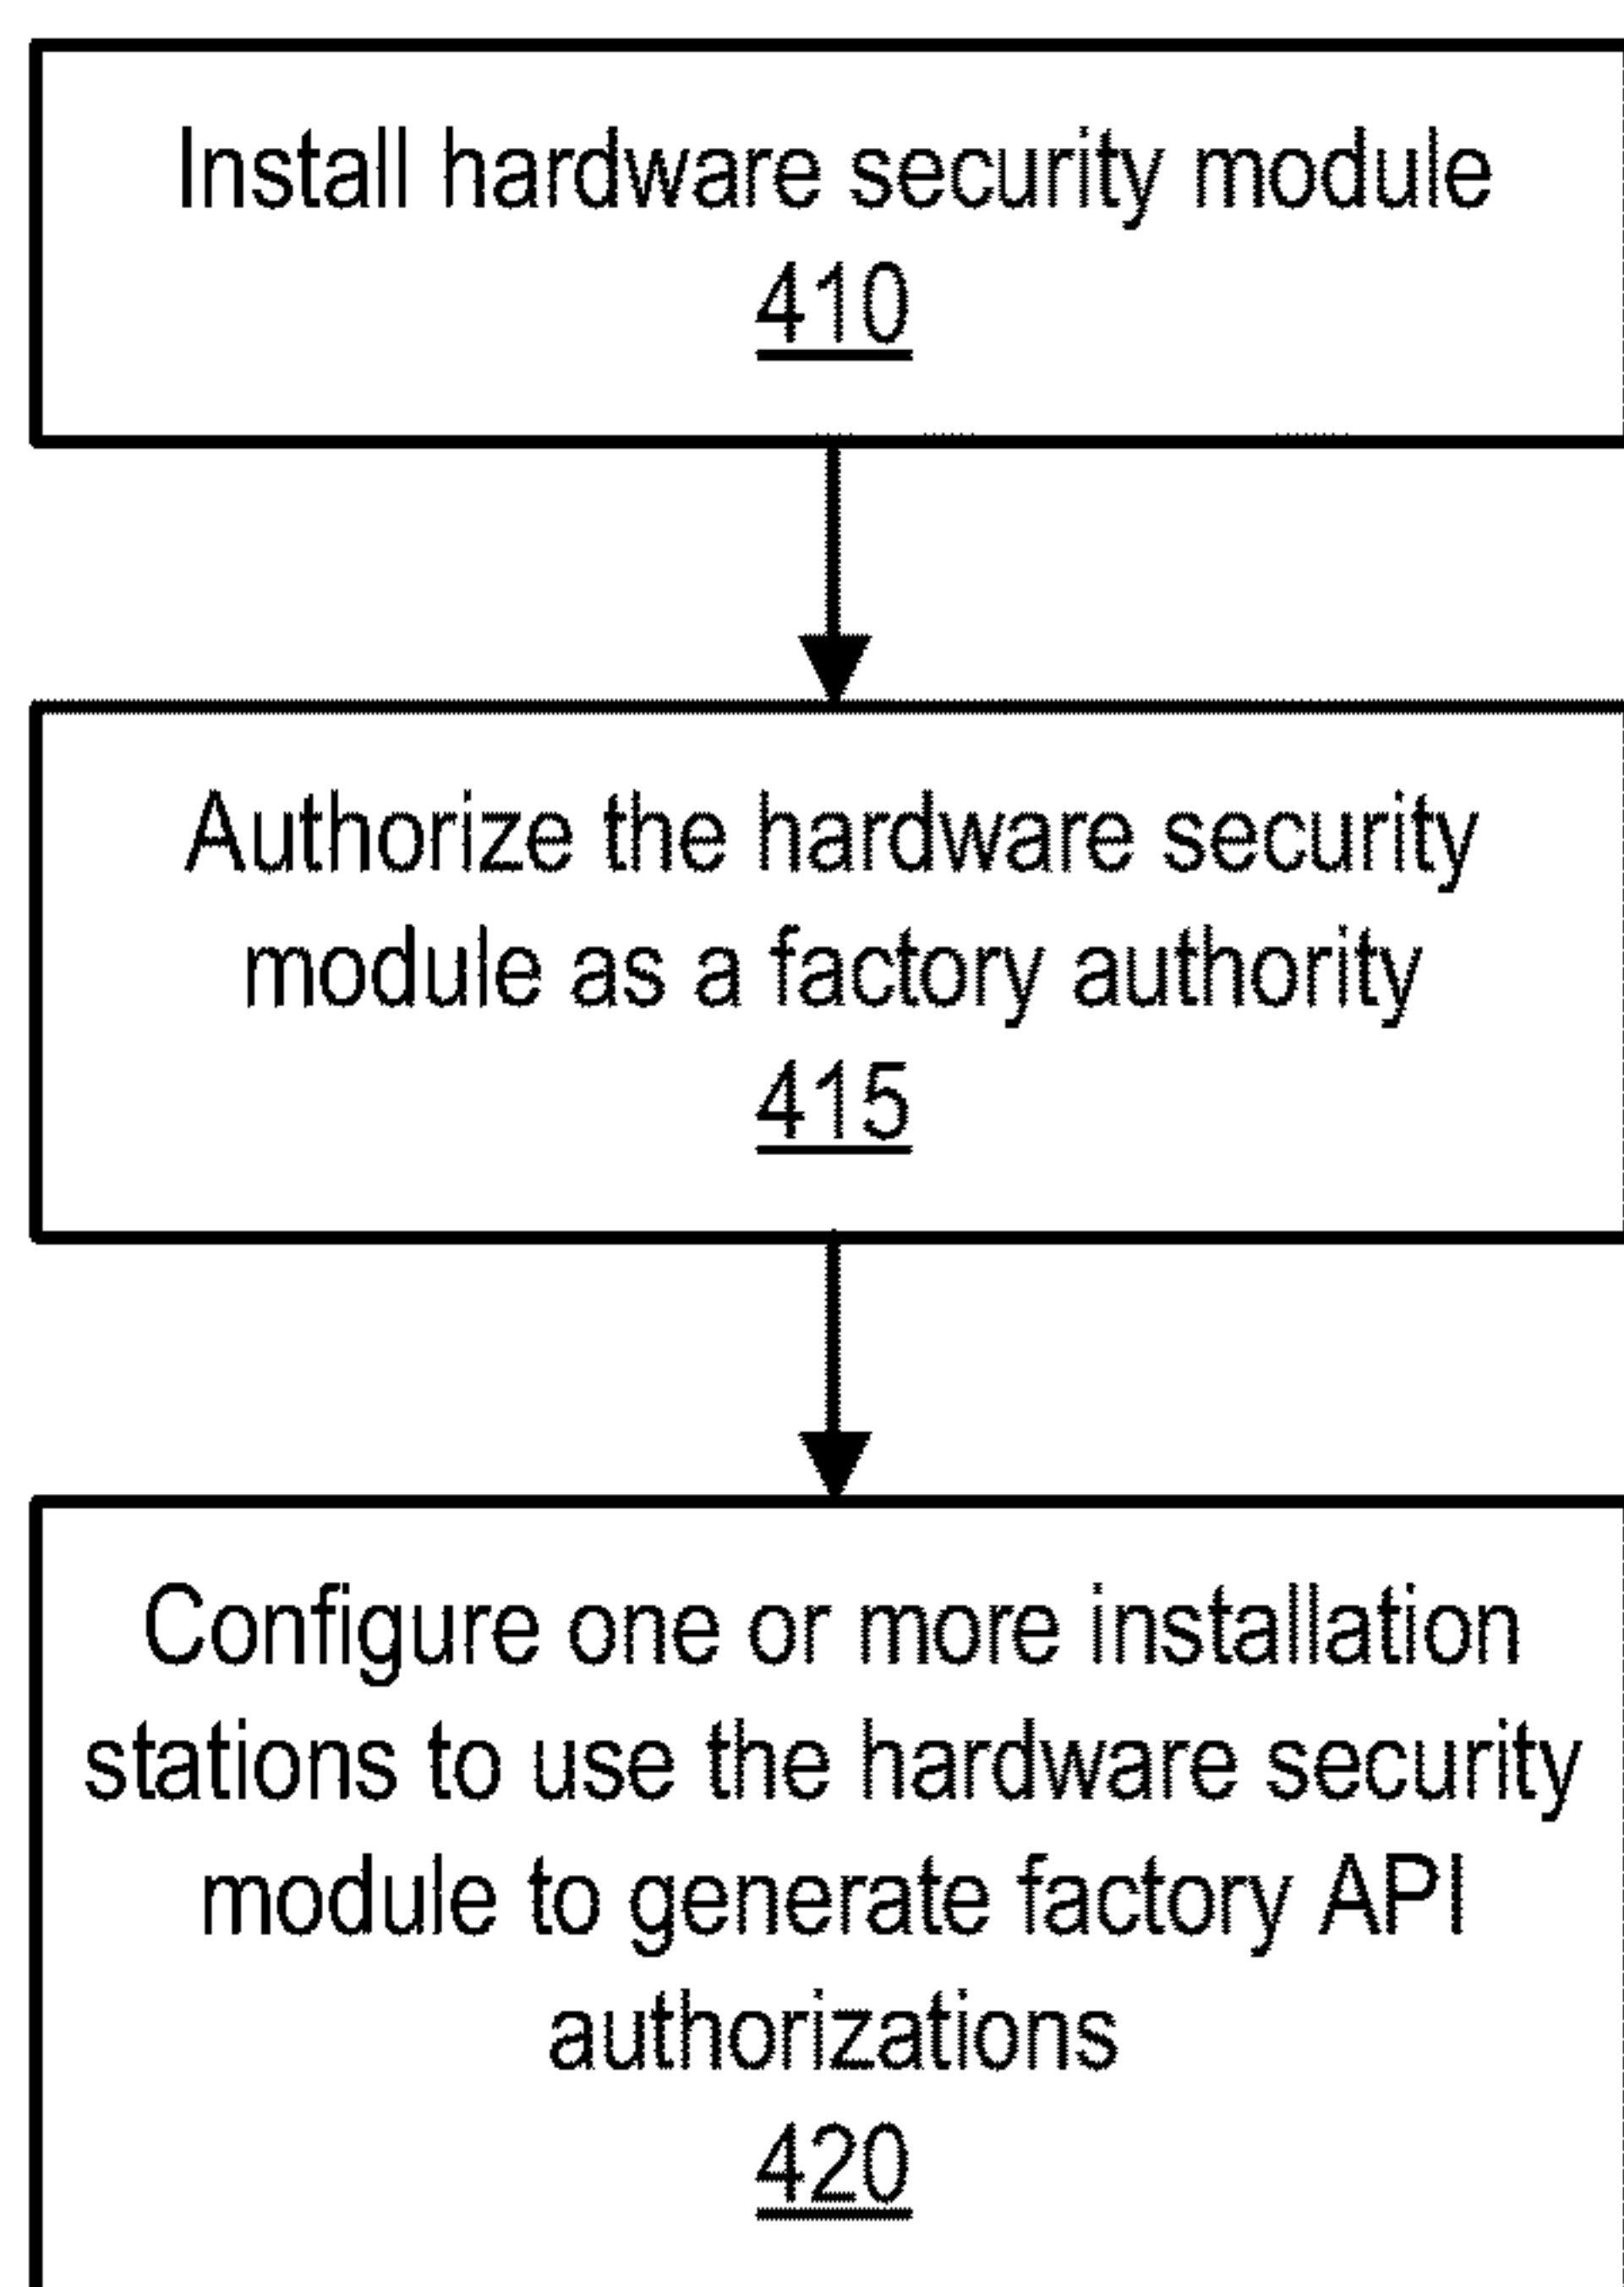 Install hardware security module
410
Authorize the hardware security
module as a factory authority
415
Configure one or more installation
stations to use the hardware security
module to generate factory API
authorizations
420